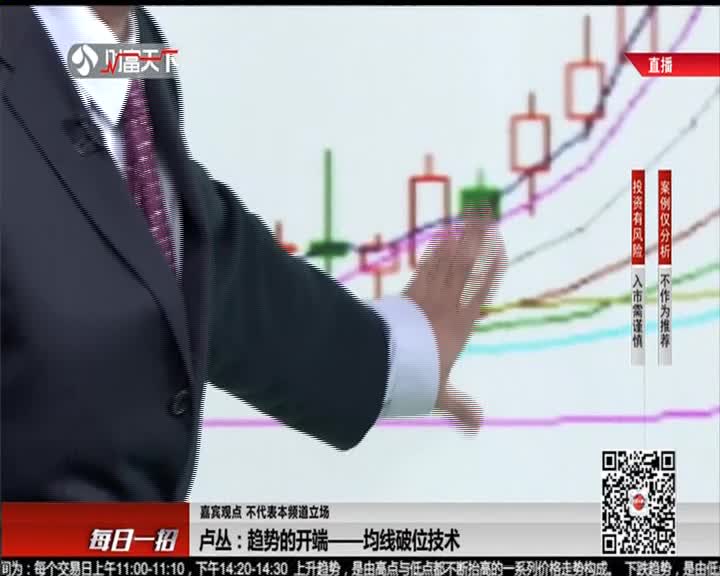 财富天下
直播
案例仅分析 不作为推荐
投资有风险 入市需谨慎
嘉宾观点 不代表本频道立场
每日一招
卢丛：趋势的开端——均线破位技术
间为：每个交易日上午11:00-11:10，下午14:20-14:30 上升趋势，是由高点与低点都不断抬高的一系列价格走势构成。 下跌趋势，是由低